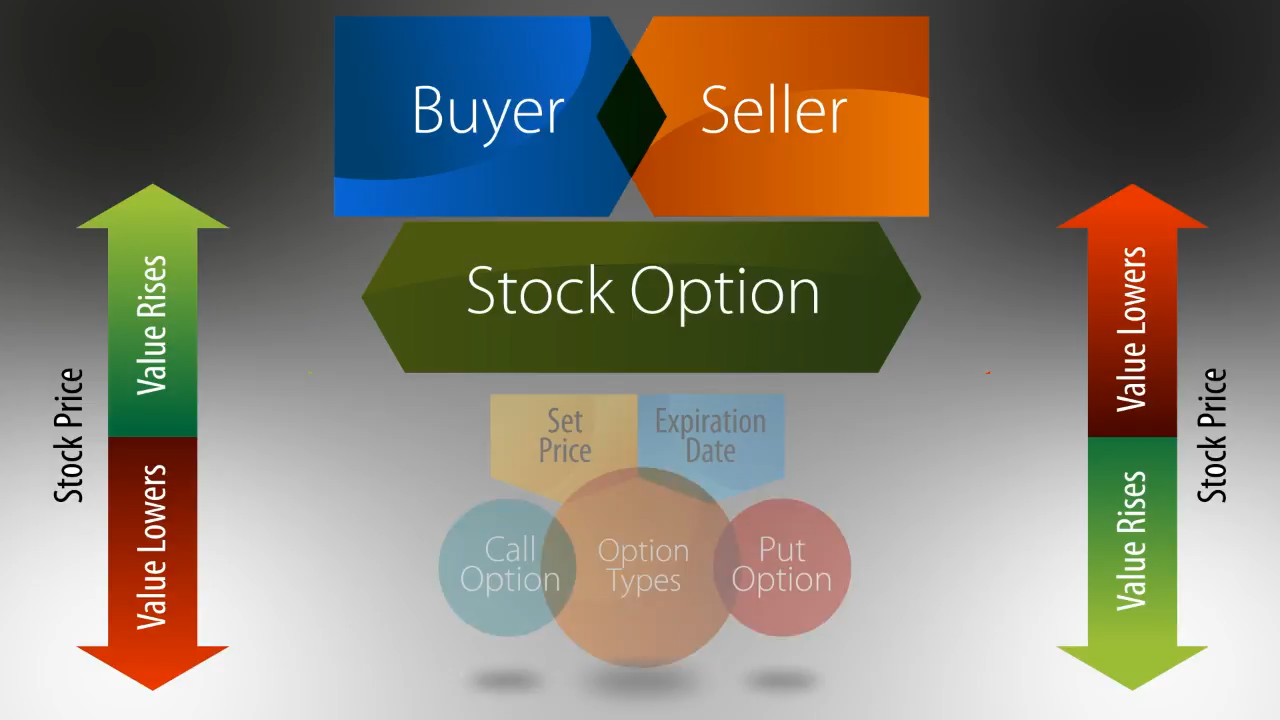 Buyer
Seller
Stock Option
Stock Price
Value Rises
Value Lowers
Set
Price
Expiration
Date
Call
Option
Option
Types
Put
Option
Value Lowers
Value Rises
Stock Price